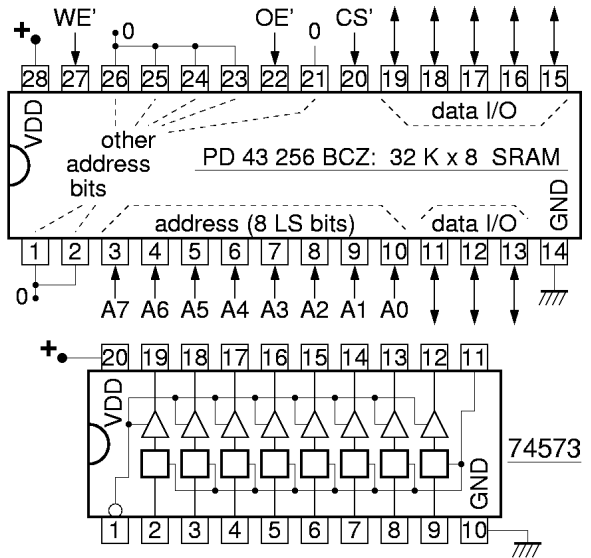 + WE' 0 OE' 0 CS'
28 27 26 25 24 23 22 21 20 19 18 17 16 15
VDD
other
address
bits
data I/O
PD 43 256 BCZ: 32 K x 8 SRAM
GND
address (8 LS bits)
data I/O
1 2 3 4 5 6 7 8 9 10 11 12 13 14
0
A7 A6 A5 A4 A3 A2 A1 A0
+
20 19 18 17 16 15 14 13 12 11
VDD
74573
GND
1 2 3 4 5 6 7 8 9 10